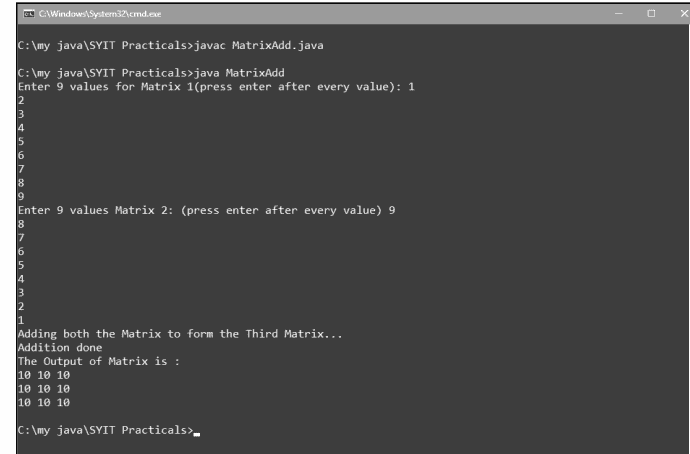 C:\Windows\System32\cmd.exe
C:\my java\SYIT Practicals>javac MatrixAdd.java
C:\my java\SYIT Practicals>java MatrixAdd
Enter 9 values for Matrix 1(press enter after every value): 1
2
3
4
5
6
7
8
9
Enter 9 values Matrix 2: (press enter after every value) 9
8
7
6
5
4
3
2
1
Adding both the Matrix to form the Third Matrix...
Addition done
The Output of Matrix is :
10 10 10
10 10 10
10 10 10
C:\my java\SYIT Practicals>